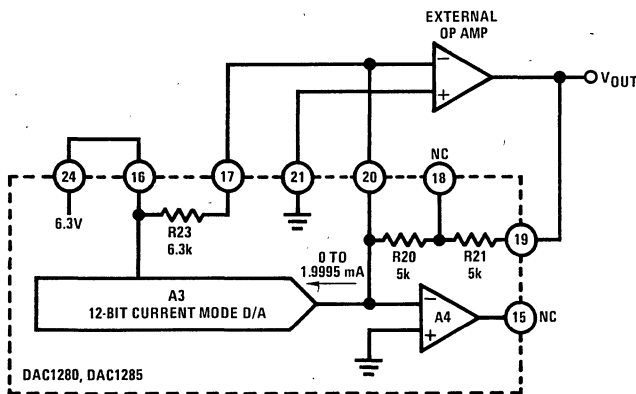 EXTERNAL
OP AMP
−
+
VOUT
NC
24
16
17
21
20
18
6.3V
R23
6.3k
0 TO
1.9995 mA
R20
5k
R21
5k
19
A3
12-BIT CURRENT MODE D/A
−
+
A4
15
NC
DAC1280, DAC1285